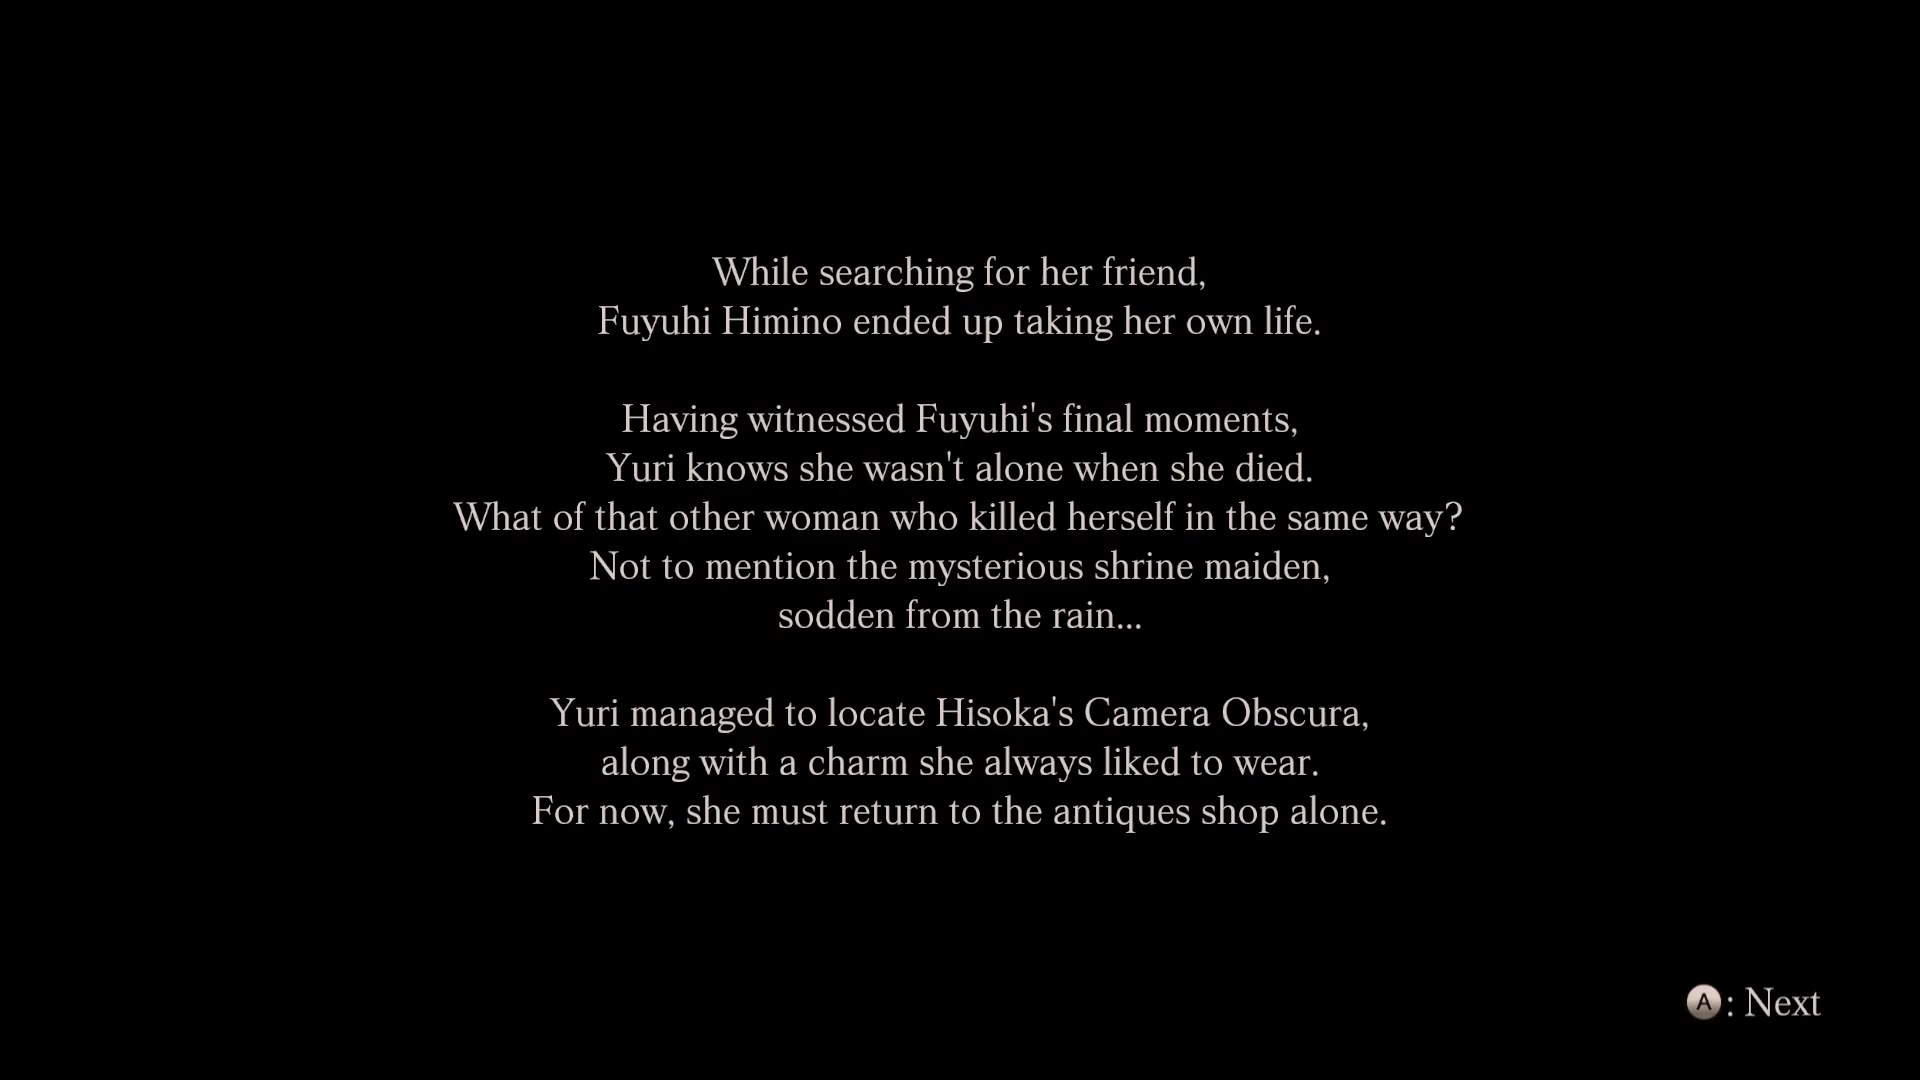 While searching for her friend,
Fuyuhi Himino ended up taking her own life.
Having witnessed Fuyuhi's final moments,
Yuri knows she wasn't alone when she died.
What of that other woman who killed herself in the same way?
Not to mention the mysterious shrine maiden,
sodden from the rain...
Yuri managed to locate Hisoka's Camera Obscura,
along with a charm she always liked to wear.
For now, she must return to the antiques shop alone.
A : Next